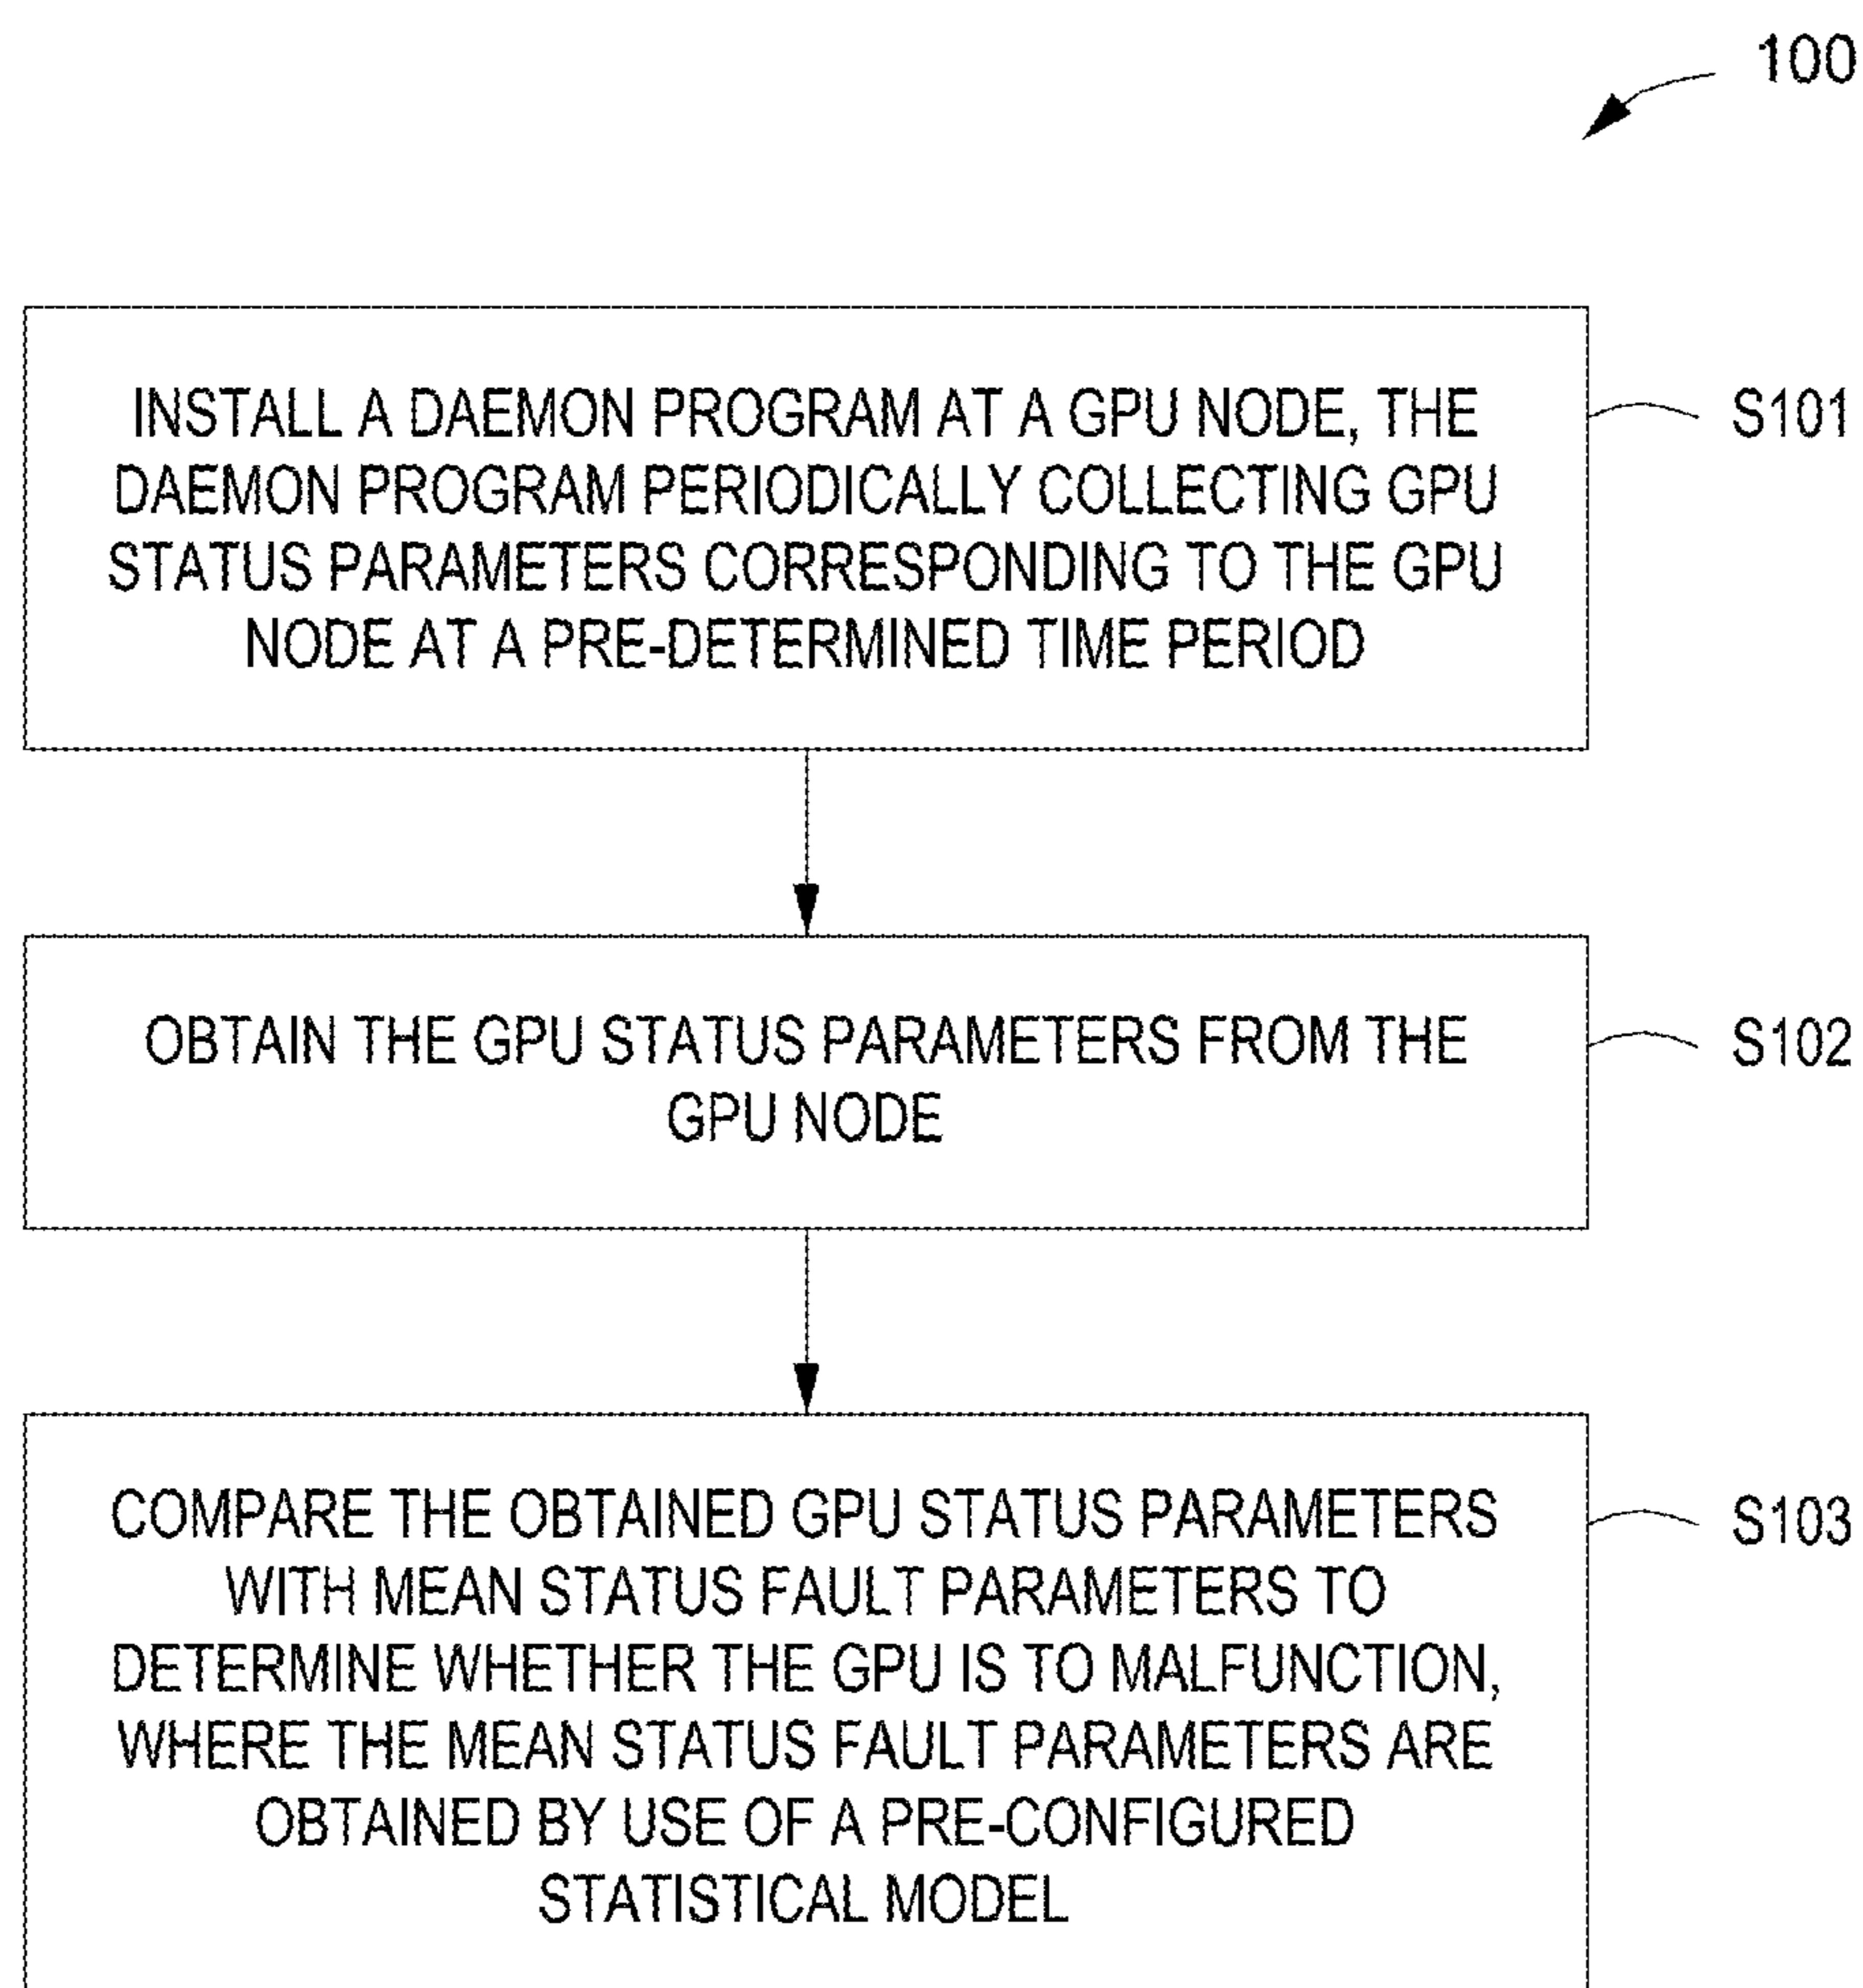 100
INSTALL A DAEMON PROGRAM AT A GPU NODE, THE
DAEMON PROGRAM PERIODICALLY COLLECTING GPU
STATUS PARAMETERS CORRESPONDING TO THE GPU
NODE AT A PRE-DETERMINED TIME PERIOD
S101
OBTAIN THE GPU STATUS PARAMETERS FROM THE
GPU NODE
S102
COMPARE THE OBTAINED GPU STATUS PARAMETERS
WITH MEAN STATUS FAULT PARAMETERS TO
DETERMINE WHETHER THE GPU IS TO MALFUNCTION,
WHERE THE MEAN STATUS FAULT PARAMETERS ARE
OBTAINED BY USE OF A PRE-CONFIGURED
STATISTICAL MODEL
S103